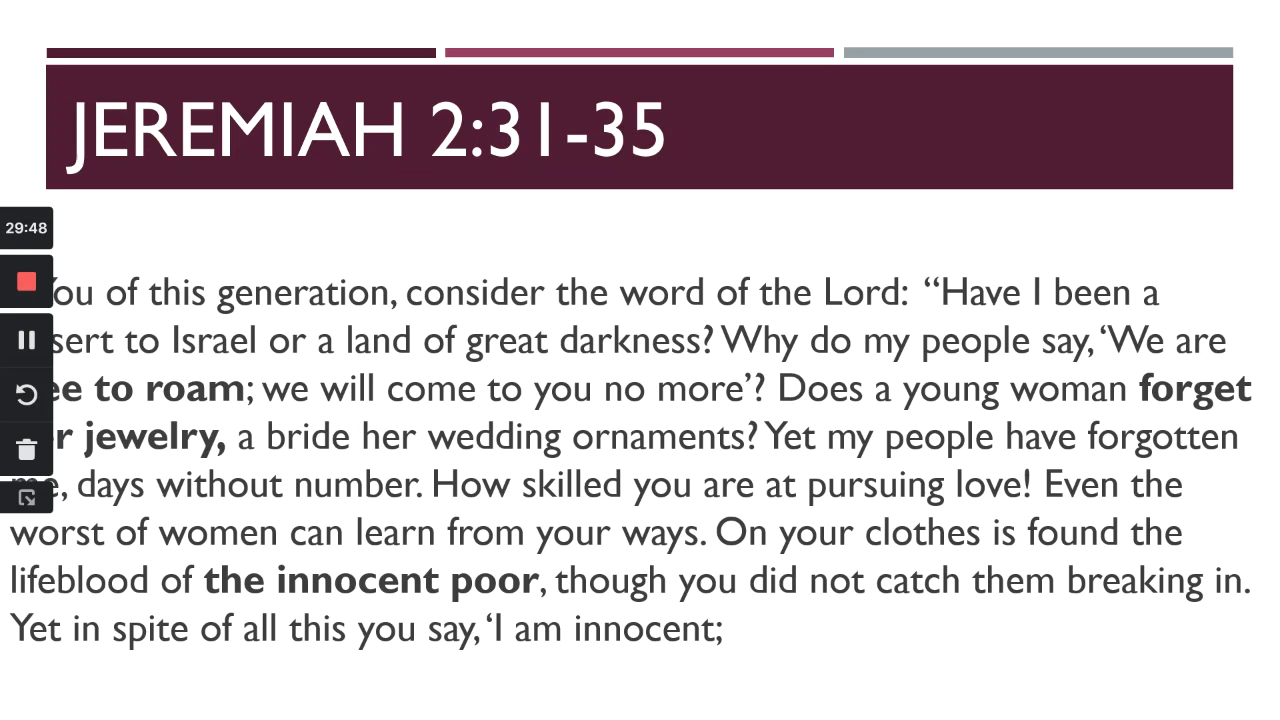 JEREMIAH 2:31-35
29:48
You of this generation, consider the word of the Lord: “Have I been a
sert to Israel or a land of great darkness? Why do my people say, ‘We are
ee to roam; we will come to you no more’? Does a young woman forget
r jewelry, a bride her wedding ornaments? Yet my people have forgotten
me, days without number. How skilled you are at pursuing love! Even the
worst of women can learn from your ways. On your clothes is found the
lifeblood of the innocent poor, though you did not catch them breaking in.
Yet in spite of all this you say, ‘I am innocent;